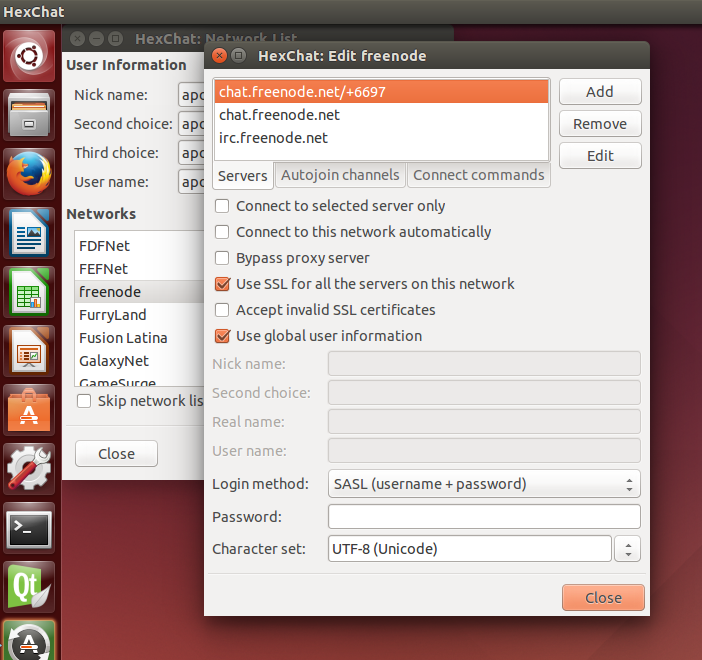 HexChat
HexChat: Network List
User Information
Nick name: apo
Second choice: apo
Third choice: apo
User name: apo
Networks
FDFNet
FEFNet
freenode
FurryLand
Fusion Latina
GalaxyNet
GameSurge
Skip network lis
Close
HexChat: Edit freenode
chat.freenode.net/+6697
chat.freenode.net
irc.freenode.net
Add
Remove
Edit
Servers Autojoin channels Connect commands
Connect to selected server only
Connect to this network automatically
Bypass proxy server
Use SSL for all the servers on this network
Accept invalid SSL certificates
Use global user information
Nick name:
Second choice:
Real name:
User name:
Login method: SASL (username + password)
Password:
Character set: UTF-8 (Unicode)
Close
>_
Qt